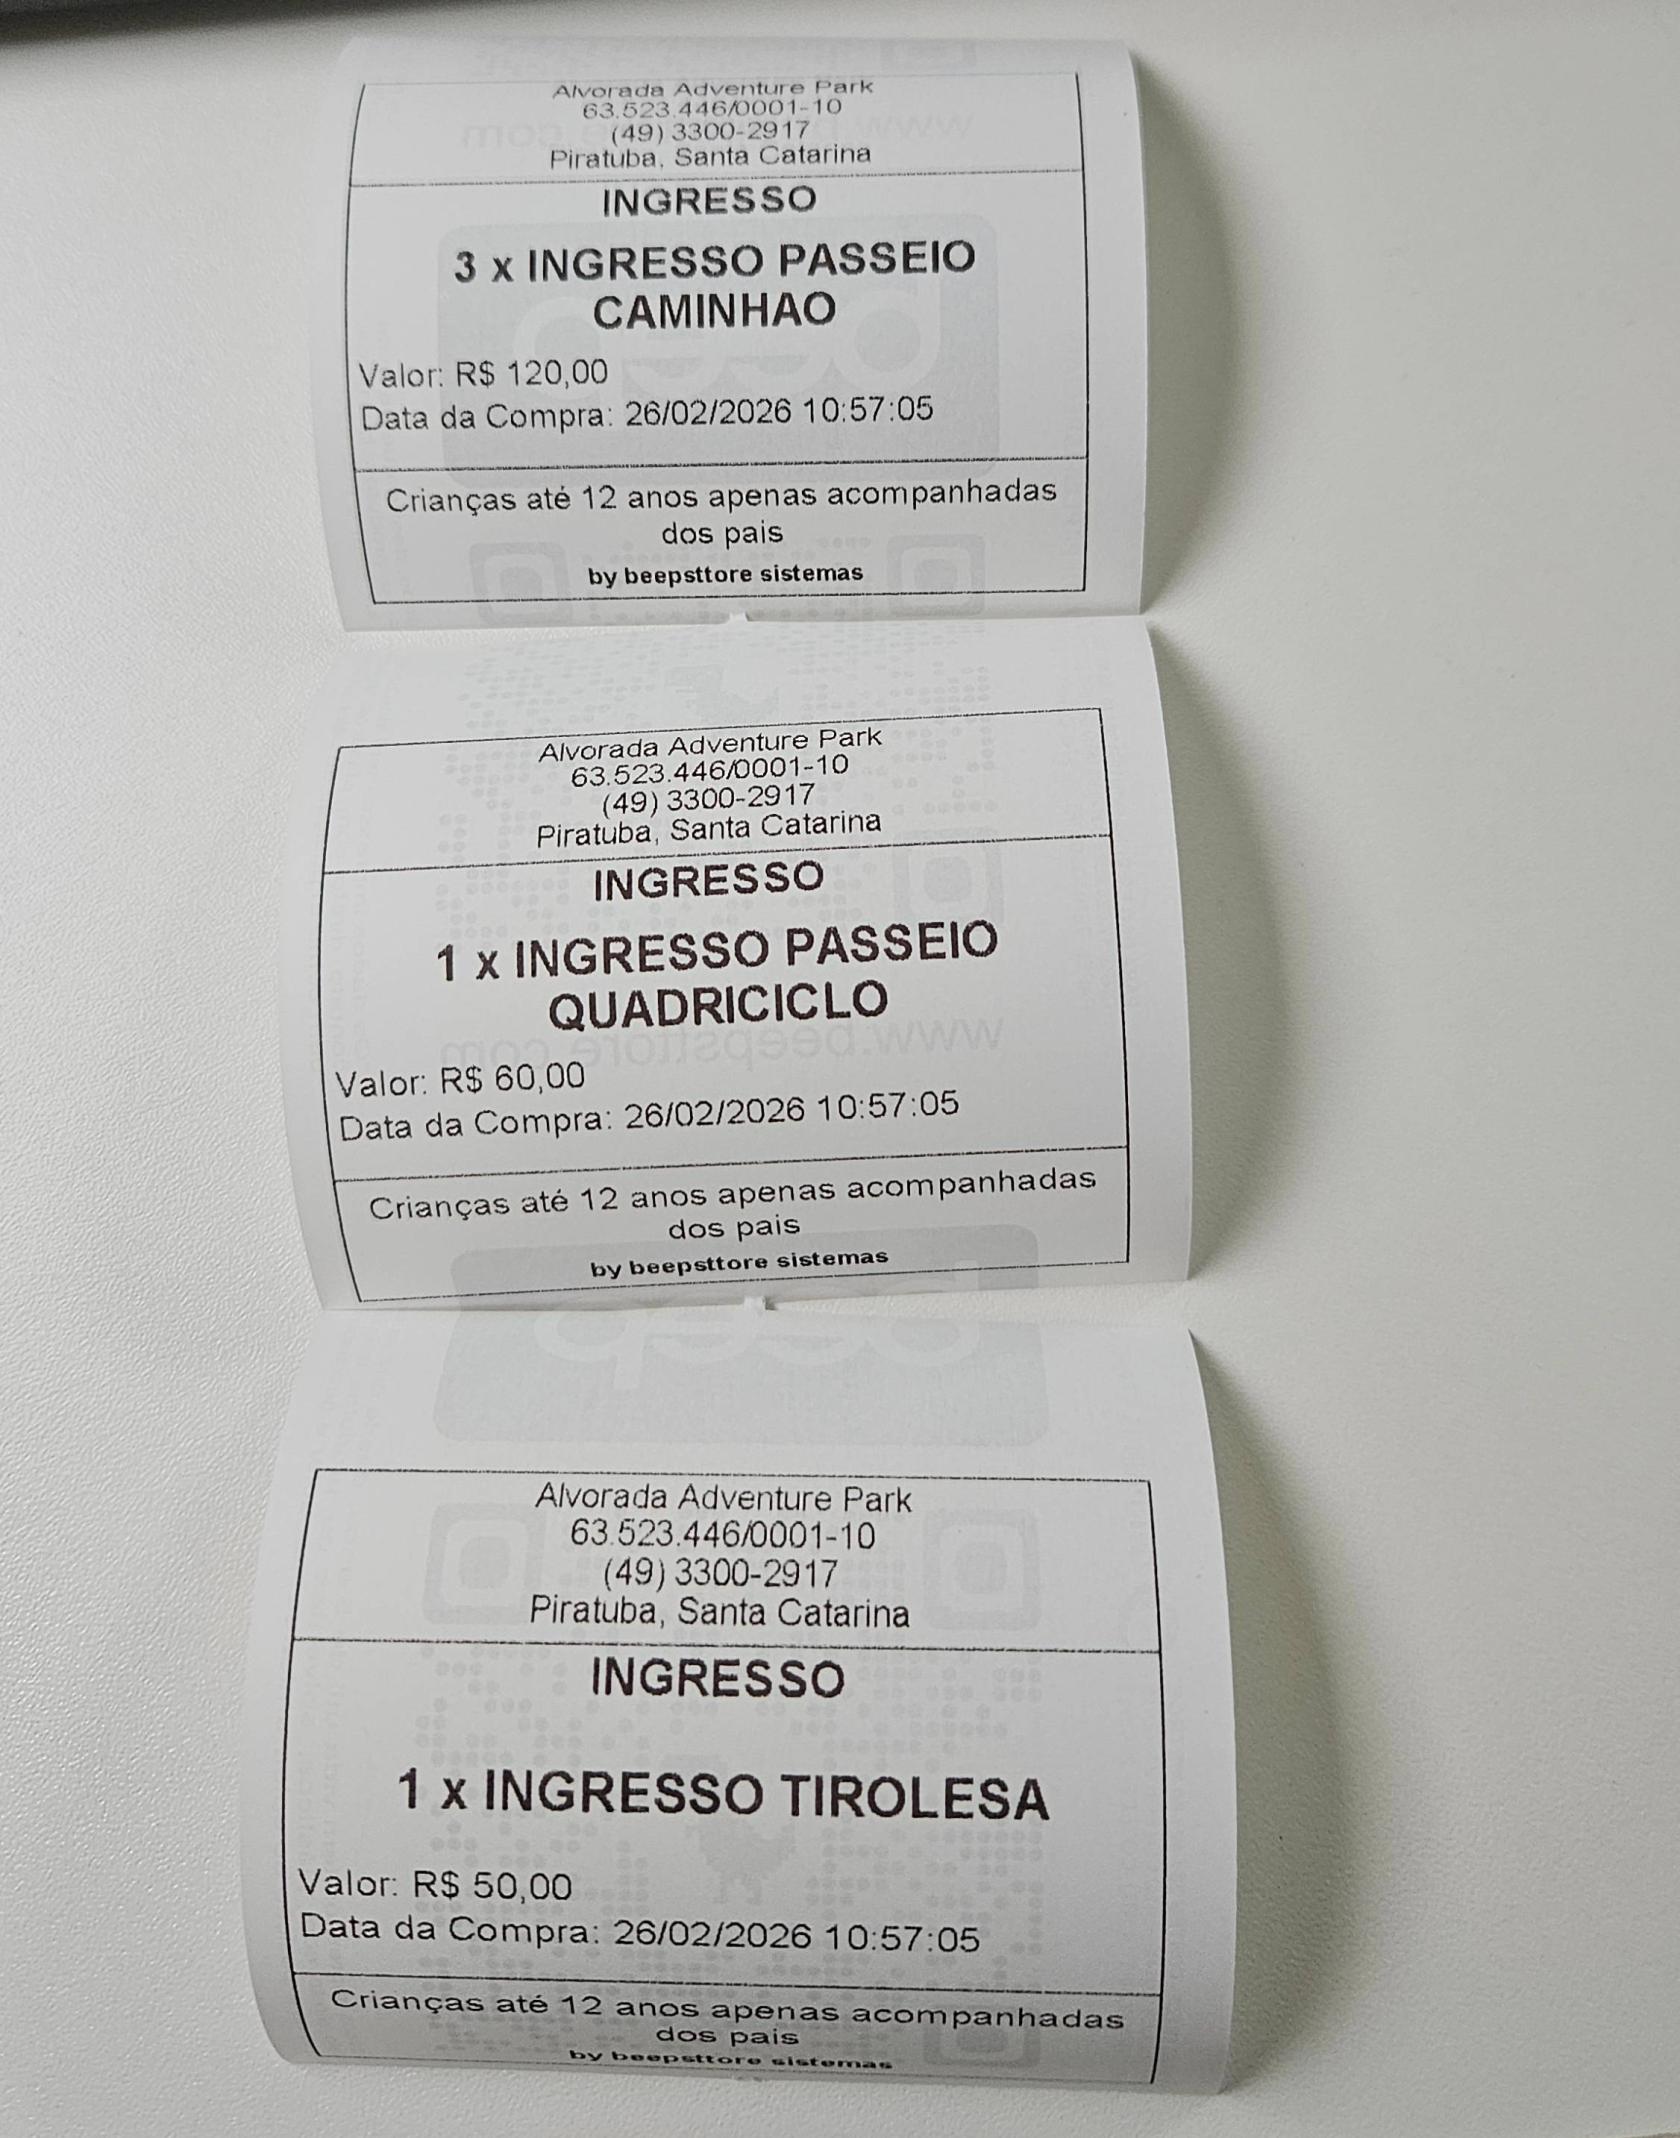 Alvorada Adventure Park
63.523.446/0001-10
(49) 3300-2917
Piratuba, Santa Catarina
INGRESSO
3 x INGRESSO PASSEIO
CAMINHAO
Valor: R$ 120,00
Data da Compra: 26/02/2026 10:57:05
Crianças até 12 anos apenas acompanhadas
dos pais
by beepsttore sistemas
Alvorada Adventure Park
63.523.446/0001-10
(49) 3300-2917
Piratuba, Santa Catarina
INGRESSO
1 x INGRESSO PASSEIO
QUADRICICLO
www.beepsttore.com
Valor: R$ 60,00
Data da Compra: 26/02/2026 10:57:05
Crianças até 12 anos apenas acompanhadas
dos pais
by beepsttore sistemas
beep
Alvorada Adventure Park
63.523.446/0001-10
(49) 3300-2917
Piratuba, Santa Catarina
INGRESSO
1 x INGRESSO TIROLESA
Valor: R$ 50,00
Data da Compra: 26/02/2026 10:57:05
Crianças até 12 anos apenas acompanhadas
dos pais
by beepsttore sistemas